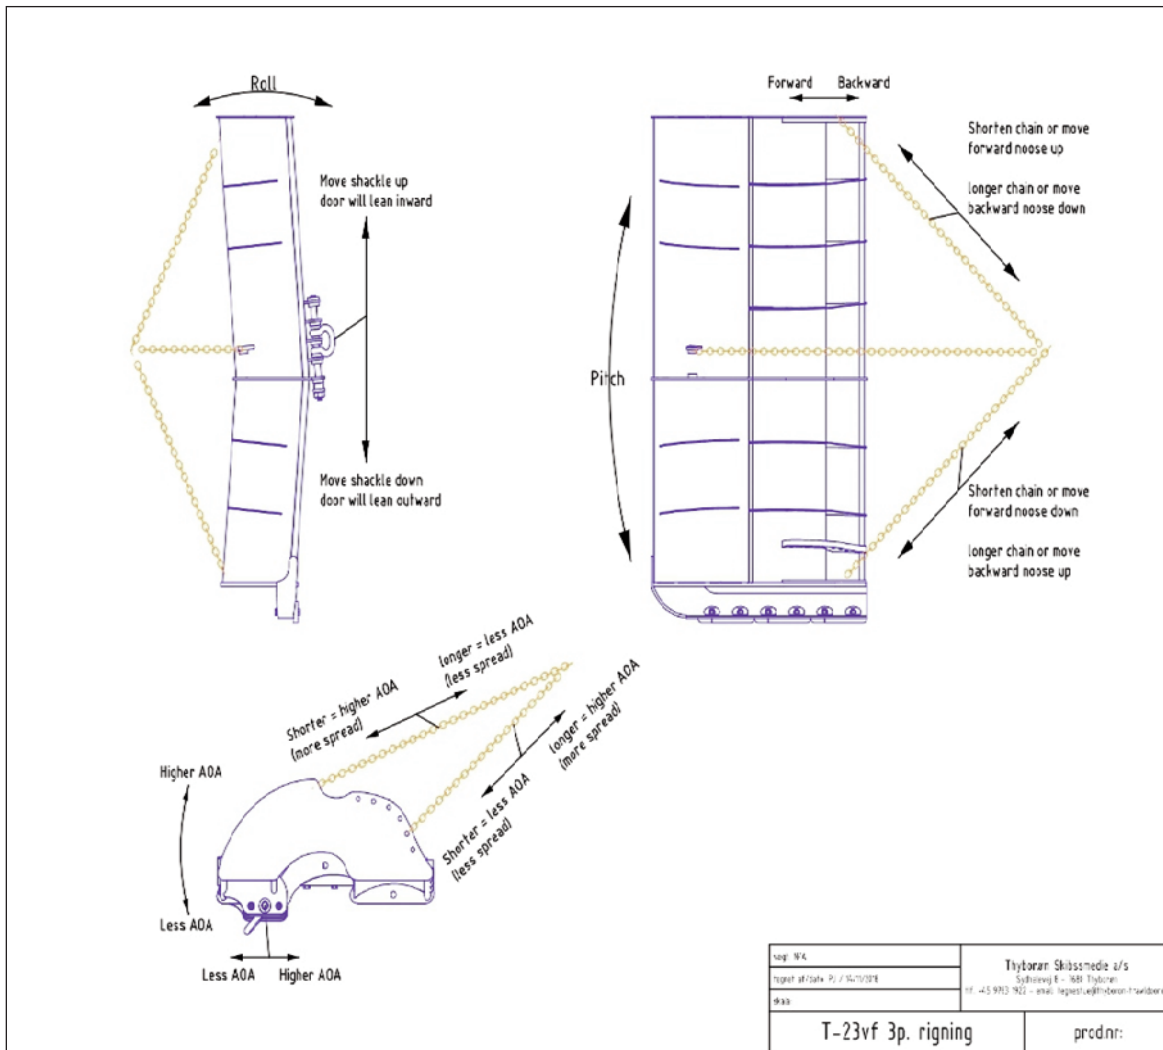 Roll
Forward Backward
Shorten chain or move
forward noose up
longer chain or move
backward noose down
Move shackle up
door will lean inward
Pitch
Move shackle down
door will lean outward
Shorten chain or move
forward noose down
longer chain or move
backward noose up
longer = less AOA
(less spread)
Shorter = higher AOA
(more spread)
longer = higher AOA
(more spread)
Shorter = less AOA
(less spread)
Higher AOA
Less AOA
Less AOA Higher AOA
Thyborøn Skibssmedie a/s
T-23vf 3p. rigning
prod.nr: